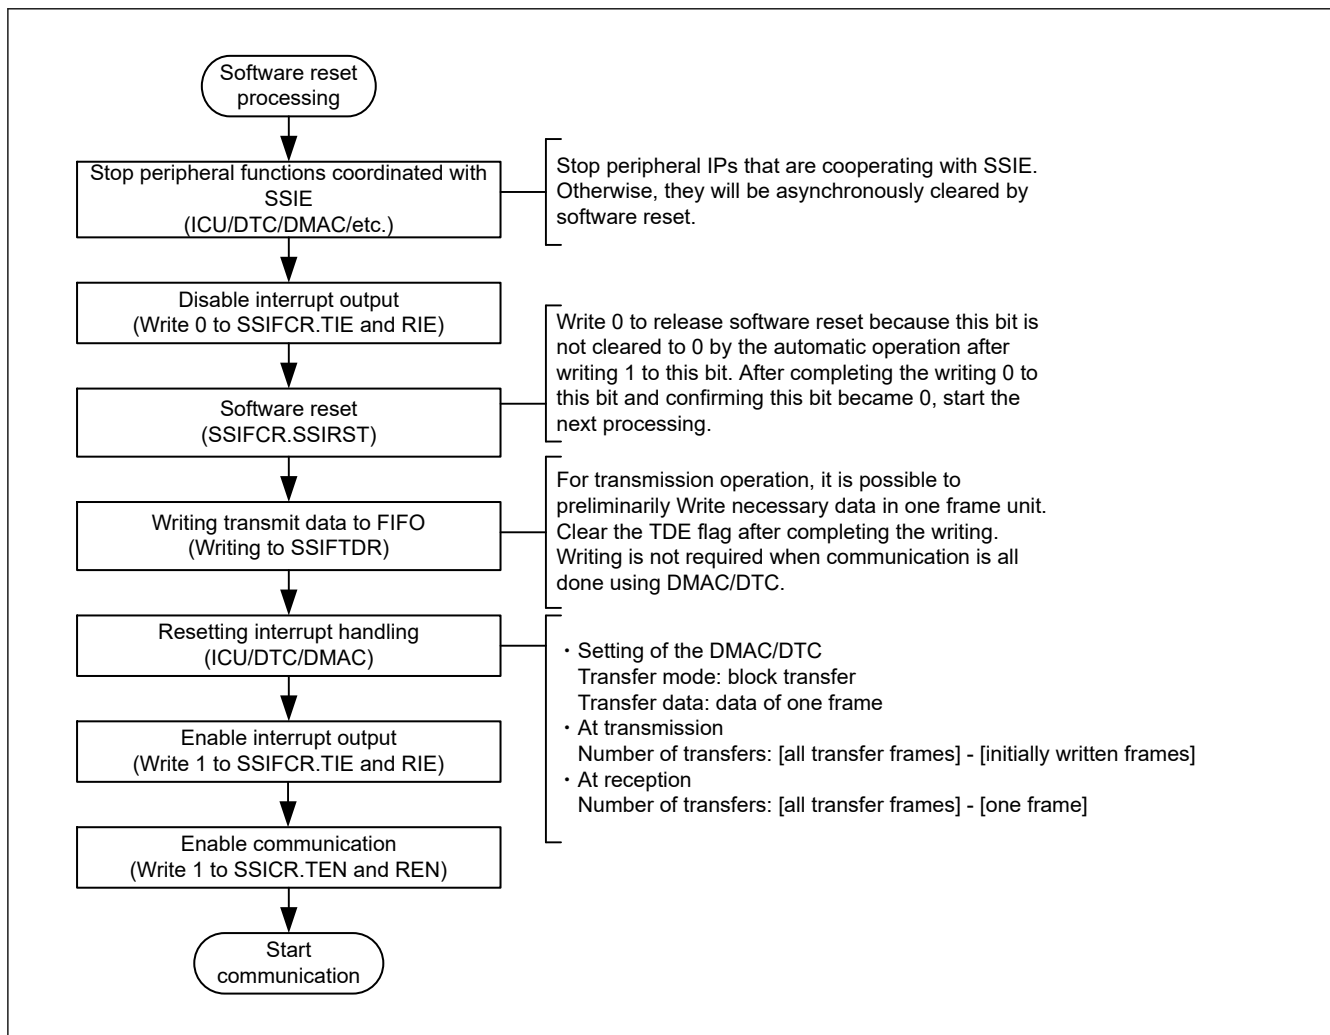 Software reset
processing
Stop peripheral functions coordinated with
SSIE
(ICU/DTC/DMAC/etc.)
Stop peripheral IPs that are cooperating with SSIE.
Otherwise, they will be asynchronously cleared by
software reset.
Disable interrupt output
(Write 0 to SSIFCR.TIE and RIE)
Software reset
(SSIFCR.SSIRST)
Write 0 to release software reset because this bit is
not cleared to 0 by the automatic operation after
writing 1 to this bit. After completing the writing 0 to
this bit and confirming this bit became 0, start the
next processing.
Writing transmit data to FIFO
(Writing to SSIFTDR)
For transmission operation, it is possible to
preliminarily Write necessary data in one frame unit.
Clear the TDE flag after completing the writing.
Writing is not required when communication is all
done using DMAC/DTC.
Resetting interrupt handling
(ICU/DTC/DMAC)
・Setting of the DMAC/DTC
Transfer mode: block transfer
Transfer data: data of one frame
・At transmission
Number of transfers: [all transfer frames] - [initially written frames]
・At reception
Number of transfers: [all transfer frames] - [one frame]
Enable interrupt output
(Write 1 to SSIFCR.TIE and RIE)
Enable communication
(Write 1 to SSICR.TEN and REN)
Start
communication